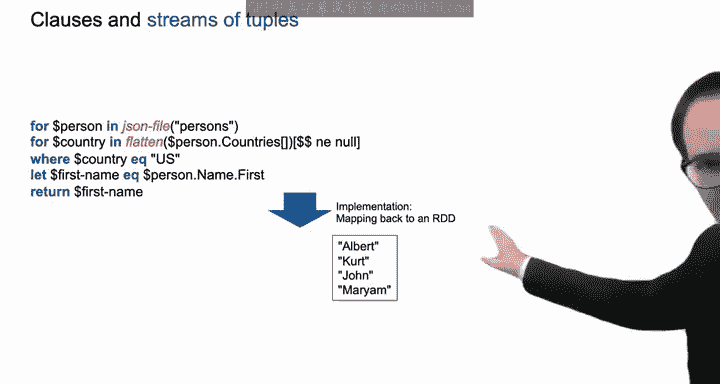 Clauses and streams of tuples
for $person in json-file("persons")
for $country in flatten($person.Countries[])[$$ ne null]
where $country eq "US"
let $first-name eq $person.Name.First
return $first-name
Implementation:
Mapping back to an RDD
"Albert"
"Kurt"
"John"
"Maryam"